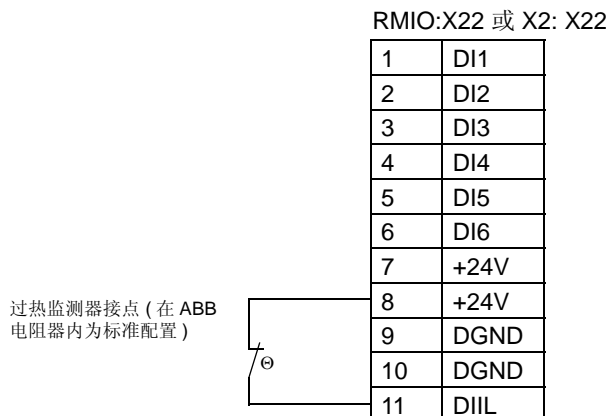 RMIO:X22 或 X2: X22
1 DI1
2 DI2
3 DI3
4 DI4
5 DI5
6 DI6
7 +24V
8 +24V
9 DGND
10 DGND
11 DIIL
过热监测器接点 ( 在 ABB
电阻器内为标准配置 )
Θ